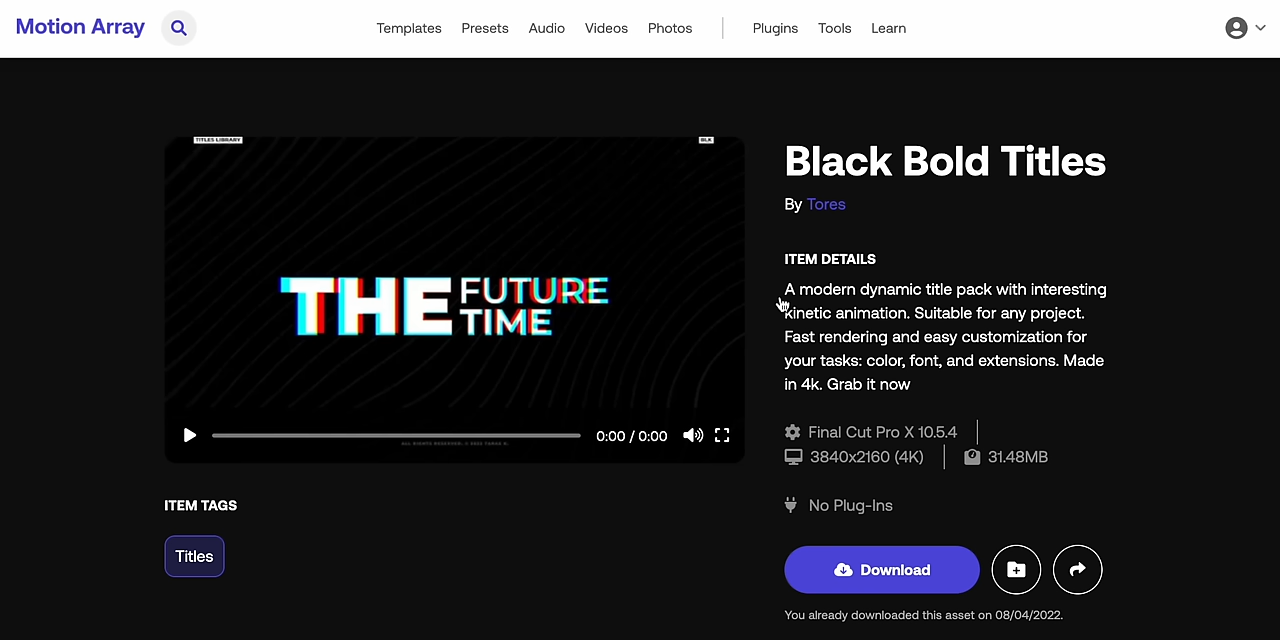 Motion Array
Templates Presets Audio Videos Photos Plugins Tools Learn
TITLES LIBRARY
BLK
THE FUTURE
TIME
0:00 / 0:00
ITEM TAGS
Titles
Black Bold Titles
By Tores
ITEM DETAILS
A modern dynamic title pack with interesting
kinetic animation. Suitable for any project.
Fast rendering and easy customization for
your tasks: color, font, and extensions. Made
in 4k. Grab it now
Final Cut Pro X 10.5.4
3840x2160 (4K) 31.48MB
No Plug-Ins
Download
You already downloaded this asset on 08/04/2022.